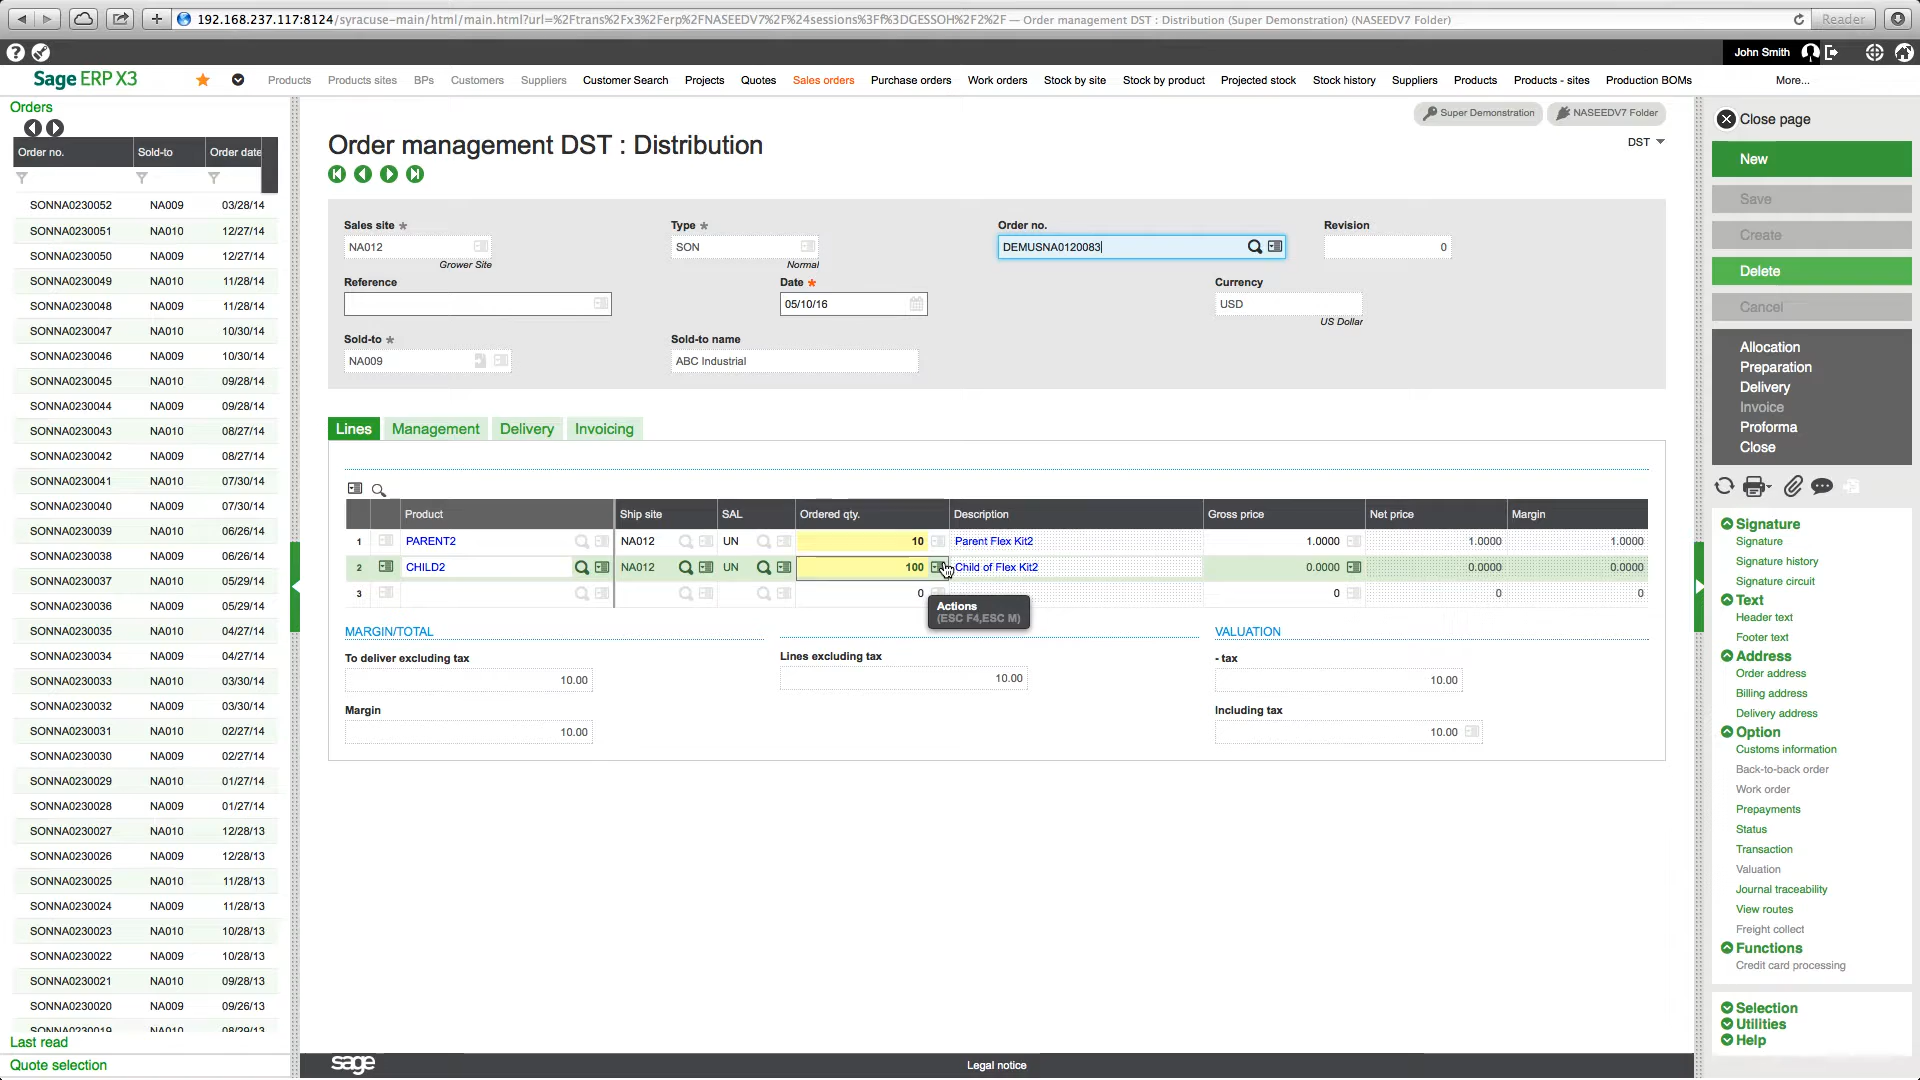 192.168.237.117:8124/syracuse-main/html/main.html?url=%2Ftrans%2Fx3%2Ferp%2FNASEEDV7%2F%24sessions%3Ff%3DGESSOH%2F2%2F — Order management DST : Distribution (Super Demonstration) (NASEEDV7 Folder)
Reader
John Smith
Sage ERP X3
Products
Products sites
BPs
Customers
Suppliers
Customer Search
Projects
Quotes
Sales orders
Purchase orders
Work orders
Stock by site
Stock by product
Projected stock
Stock history
Suppliers
Products
Products - sites
Production BOMs
More...
Orders
Order no. Sold-to Order date
SONNA0230052 NA009 03/28/14
SONNA0230051 NA010 12/27/14
SONNA0230050 NA009 12/27/14
SONNA0230049 NA010 11/28/14
SONNA0230048 NA009 11/28/14
SONNA0230047 NA010 10/30/14
SONNA0230046 NA009 10/30/14
SONNA0230045 NA010 09/28/14
SONNA0230044 NA009 09/28/14
SONNA0230043 NA010 08/27/14
SONNA0230042 NA009 08/27/14
SONNA0230041 NA010 07/30/14
SONNA0230040 NA009 07/30/14
SONNA0230039 NA010 06/26/14
SONNA0230038 NA009 06/26/14
SONNA0230037 NA010 05/29/14
SONNA0230036 NA009 05/29/14
SONNA0230035 NA010 04/27/14
SONNA0230034 NA009 04/27/14
SONNA0230033 NA010 03/30/14
SONNA0230032 NA009 03/30/14
SONNA0230031 NA010 02/27/14
SONNA0230030 NA009 02/27/14
SONNA0230029 NA010 01/27/14
SONNA0230028 NA009 01/27/14
SONNA0230027 NA010 12/28/13
SONNA0230026 NA009 12/28/13
SONNA0230025 NA010 11/28/13
SONNA0230024 NA009 11/28/13
SONNA0230023 NA010 10/28/13
SONNA0230022 NA009 10/28/13
SONNA0230021 NA010 09/28/13
SONNA0230020 NA009 09/26/13
SONNA0230019 NA010 08/29/13
Last read
Quote selection
Super Demonstration
NASEEDV7 Folder
Order management DST : Distribution
DST
Sales site *
NA012
Grower Site
Type *
SON
Normal
Order no.
DEMUSNA0120083
Revision
0
Reference
Date *
05/10/16
Currency
USD
US Dollar
Sold-to *
NA009
Sold-to name
ABC Industrial
Lines
Management
Delivery
Invoicing
Product Ship site SAL Ordered qty. Description Gross price Net price Margin
1 PARENT2 NA012 UN 10 Parent Flex Kit2 1.0000 1.0000 1.0000
2 CHILD2 NA012 UN 100 Child of Flex Kit2 0.0000 0.0000 0.0000
3 0 0 0 0
Actions
(ESC F4,ESC M)
MARGIN/TOTAL
To deliver excluding tax
10.00
Margin
10.00
Lines excluding tax
10.00
VALUATION
- tax
10.00
Including tax
10.00
sage
Legal notice
Close page
New
Save
Create
Delete
Cancel
Allocation
Preparation
Delivery
Invoice
Proforma
Close
Signature
Signature
Signature history
Signature circuit
Text
Header text
Footer text
Address
Order address
Billing address
Delivery address
Option
Customs information
Back-to-back order
Work order
Prepayments
Status
Transaction
Valuation
Journal traceability
View routes
Freight collect
Functions
Credit card processing
Selection
Utilities
Help